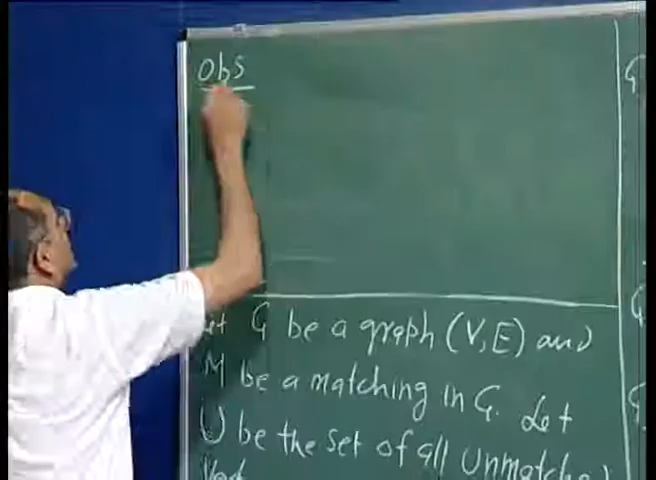 Obs
Let G be a graph (V,E) and
M be a matching in G. Let
U be the set of all Unmatched